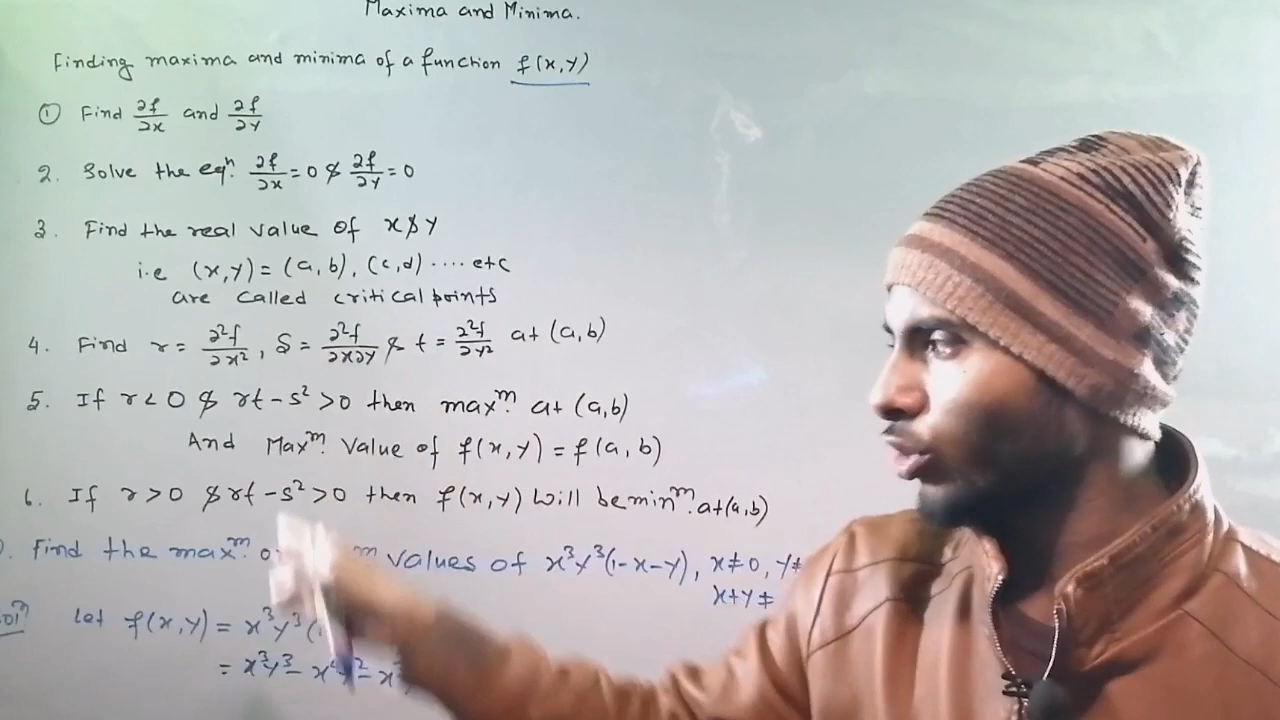 Maxima and Minima.
Finding maxima and minima of a function f(x,y)
① Find ∂f/∂x and ∂f/∂y
2. Solve the eqⁿ. ∂f/∂x = 0 & ∂f/∂y = 0
3. Find the real value of x & y
i.e (x,y) = (a,b), (c,d) .... etc
are called critical points
4. Find r = ∂²f/∂x², S = ∂²f/∂x∂y & t = ∂²f/∂y² at (a,b)
5. If r < 0 & rt - s² > 0 then maxᵐ. at (a,b)
And Maxᵐ. Value of f(x,y) = f(a,b)
6. If r > 0 & rt - s² > 0 then f(x,y) will be minᵐ. at (a,b)
Find the maxᵐ. values of x³y³(1-x-y), x≠0, y≠
x+y≠
Let f(x,y) = x³y³(
= x³y³ -